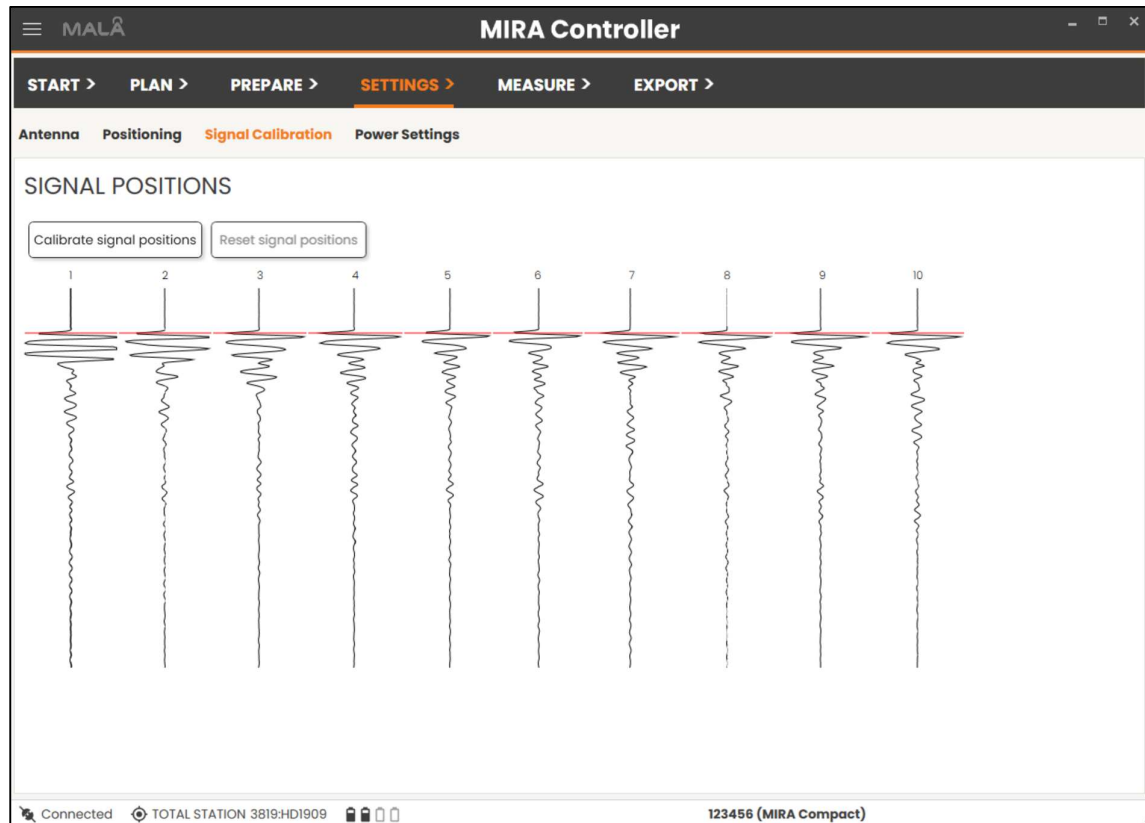 MALÅ
MIRA Controller
START > PLAN > PREPARE > SETTINGS > MEASURE > EXPORT >
Antenna Positioning Signal Calibration Power Settings
SIGNAL POSITIONS
Calibrate signal positions Reset signal positions
1 2 3 4 5 6 7 8 9 10
Connected TOTAL STATION 3819:HD1909 123456 (MIRA Compact)